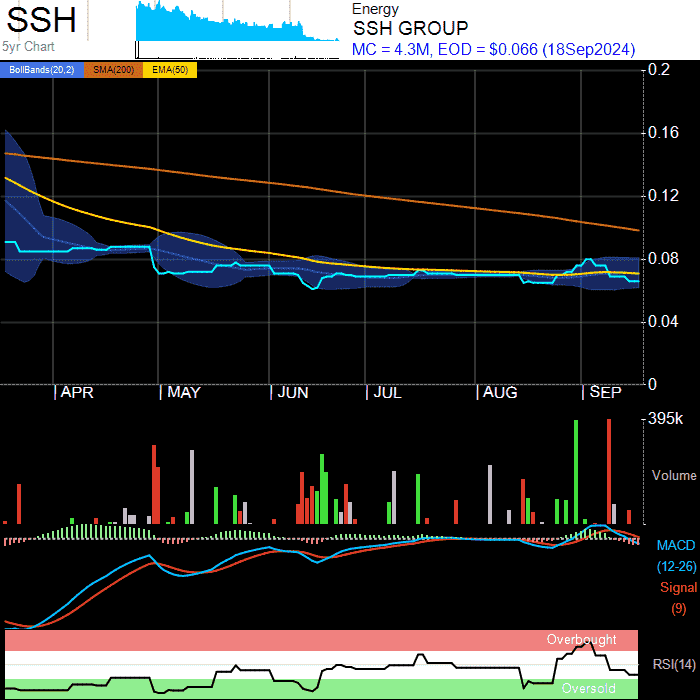 SSH
5yr Chart
Energy
SSH GROUP
MC = 4.3M, EOD = $0.066 (18Sep2024)
BollBands(20,2) SMA(200) EMA(50)
0.2
0.16
0.12
0.08
0.04
0
APR MAY JUN JUL AUG SEP
395k
Volume
MACD
(12-26)
Signal
(9)
Overbought
RSI(14)
Oversold